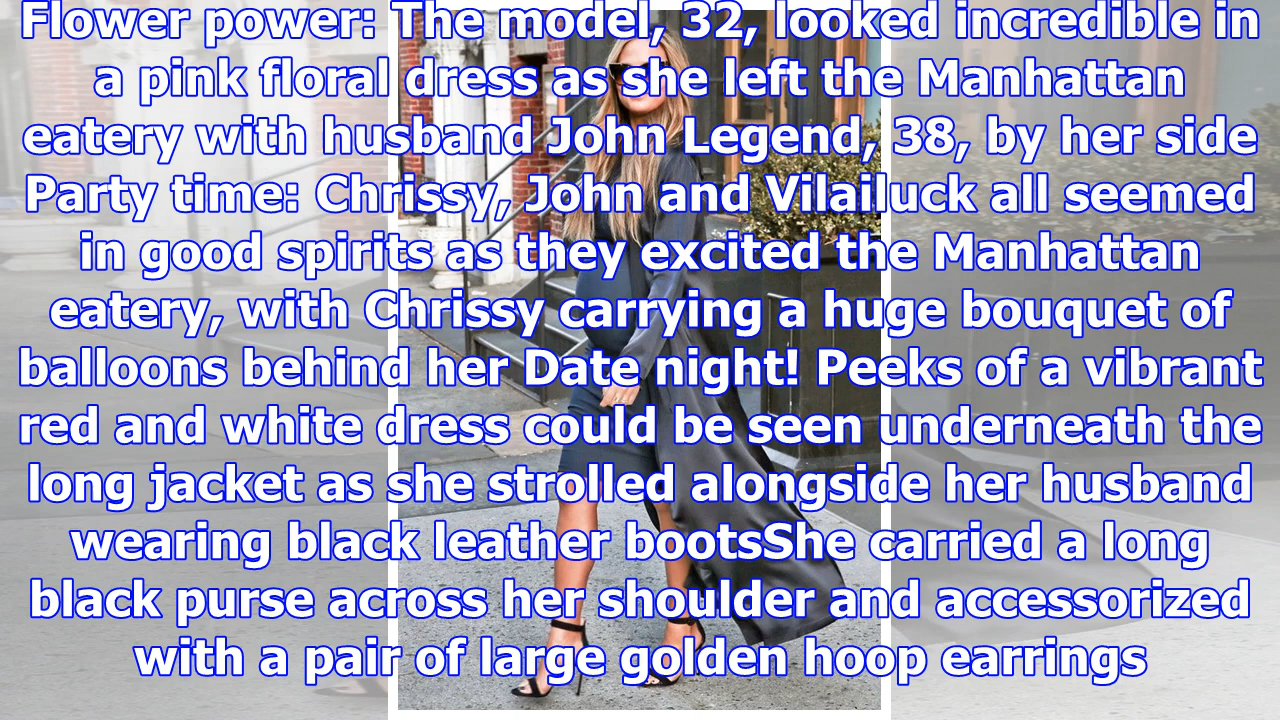 Flower power: The model, 32, looked incredible in
a pink floral dress as she left the Manhattan
eatery with husband John Legend, 38, by her side
Party time: Chrissy, John and Vilailuck all seemed
in good spirits as they excited the Manhattan
eatery, with Chrissy carrying a huge bouquet of
balloons behind her Date night! Peeks of a vibrant
red and white dress could be seen underneath the
long jacket as she strolled alongside her husband
wearing black leather bootsShe carried a long
black purse across her shoulder and accessorized
with a pair of large golden hoop earrings